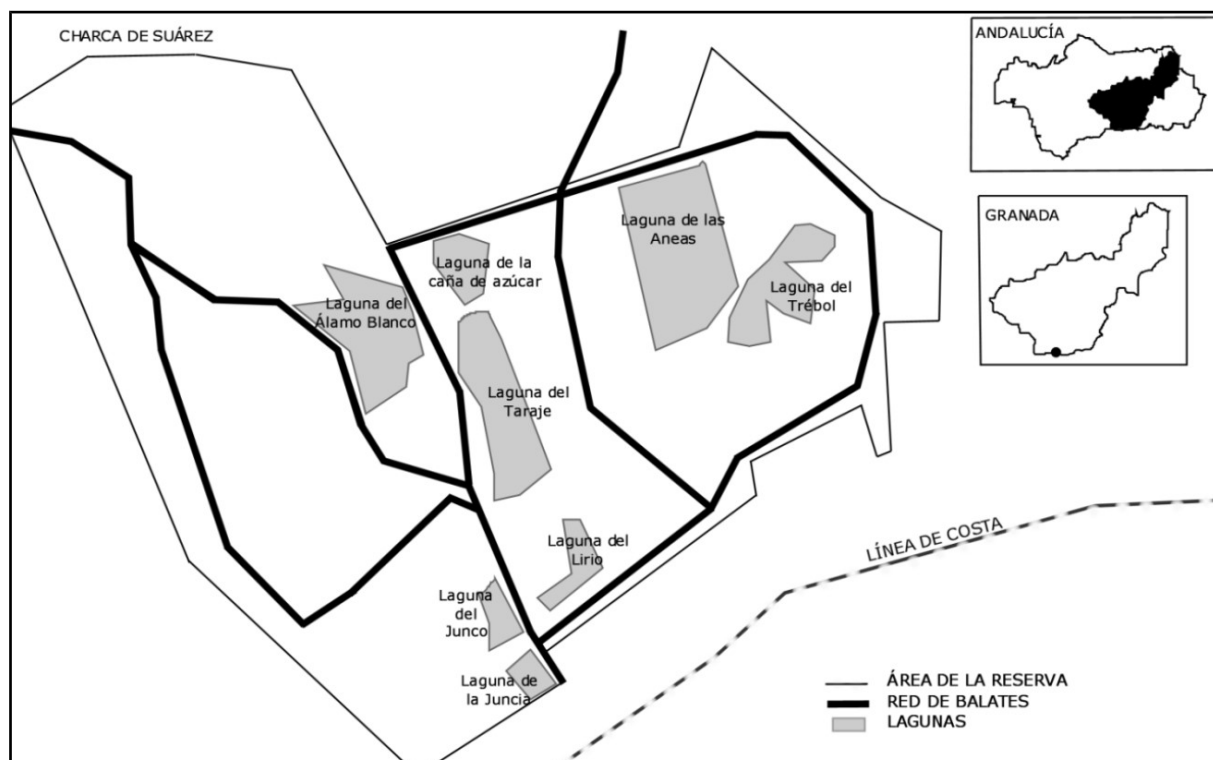 CHARCA DE SUÁREZ
ANDALUCÍA
GRANADA
Laguna de las
Aneas
Laguna de la
caña de azúcar
Laguna del
Trébol
Laguna del
Álamo Blanco
Laguna del
Taraje
Laguna del
Lirio
LÍNEA DE COSTA
Laguna
del
Junco
Laguna de
la Juncia
ÁREA DE LA RESERVA
RED DE BALATES
LAGUNAS